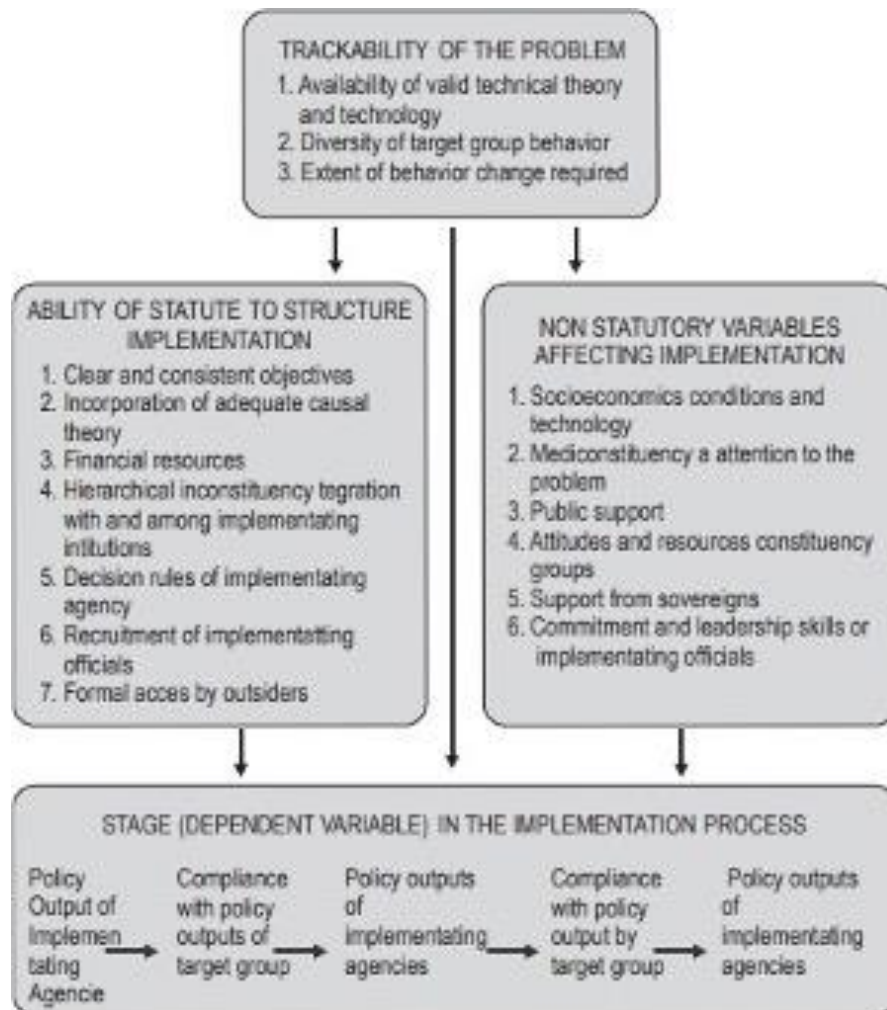 TRACKABILITY OF THE PROBLEM
1. Availability of valid technical theory
and technology
2. Diversity of target group behavior
3. Extent of behavior change required
ABILITY OF STATUTE TO STRUCTURE
IMPLEMENTATION
1. Clear and consistent objectives
2. Incorporation of adequate causal
theory
3. Financial resources
4. Hierarchical inconstituency tegration
with and among implementating
intitutions
5. Decision rules of implementating
agency
6. Recruitment of implementatting
officials
7. Formal acces by outsiders
NON STATUTORY VARIABLES
AFFECTING IMPLEMENTATION
1. Socioeconomics conditions and
technology
2. Mediconstituency a attention to the
problem
3. Public support
4. Attitudes and resources constituency
groups
5. Support from sovereigns
6. Commitment and leadership skills or
implementating officials
STAGE (DEPENDENT VARIABLE) IN THE IMPLEMENTATION PROCESS
Policy
Output of
Implemen
tating
Agencie
Compliance
with policy
outputs of
target group
Policy outputs
of
implementating
agencies
Compliance
with policy
output by
target group
Policy outputs
of
implementating
agencies